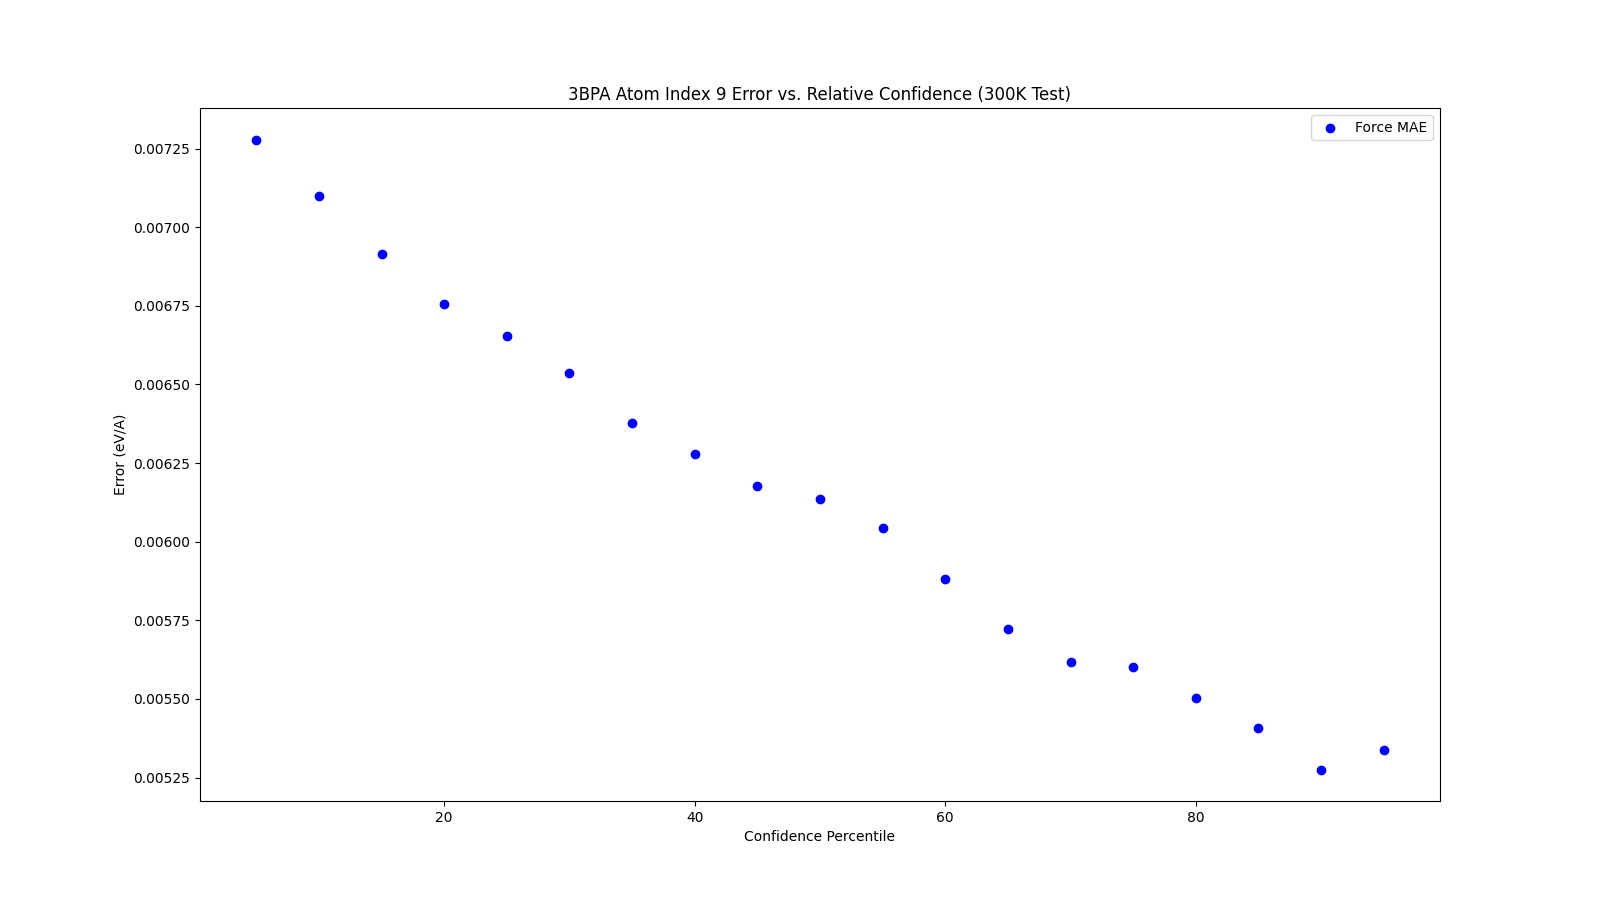 3BPA Atom Index 9 Error vs. Relative Confidence (300K Test)
Force MAE
0.00725
0.00700
0.00675
0.00650
0.00625
0.00600
0.00575
0.00550
0.00525
Error (eV/A)
20 40 60 80
Confidence Percentile